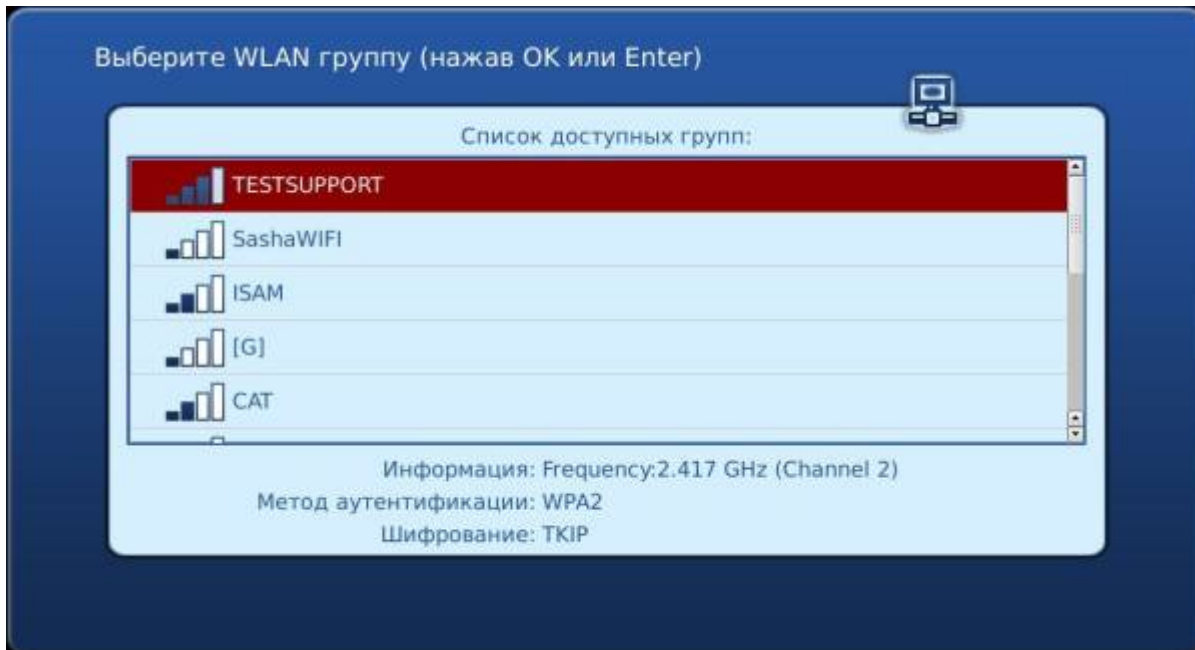 Выберите WLAN группу (нажав OK или Enter)
Список доступных групп:
TESTSUPPORT
SashaWIFI
ISAM
[G]
CAT
Информация: Frequency:2.417 GHz (Channel 2)
Метод аутентификации: WPA2
Шифрование: TKIP